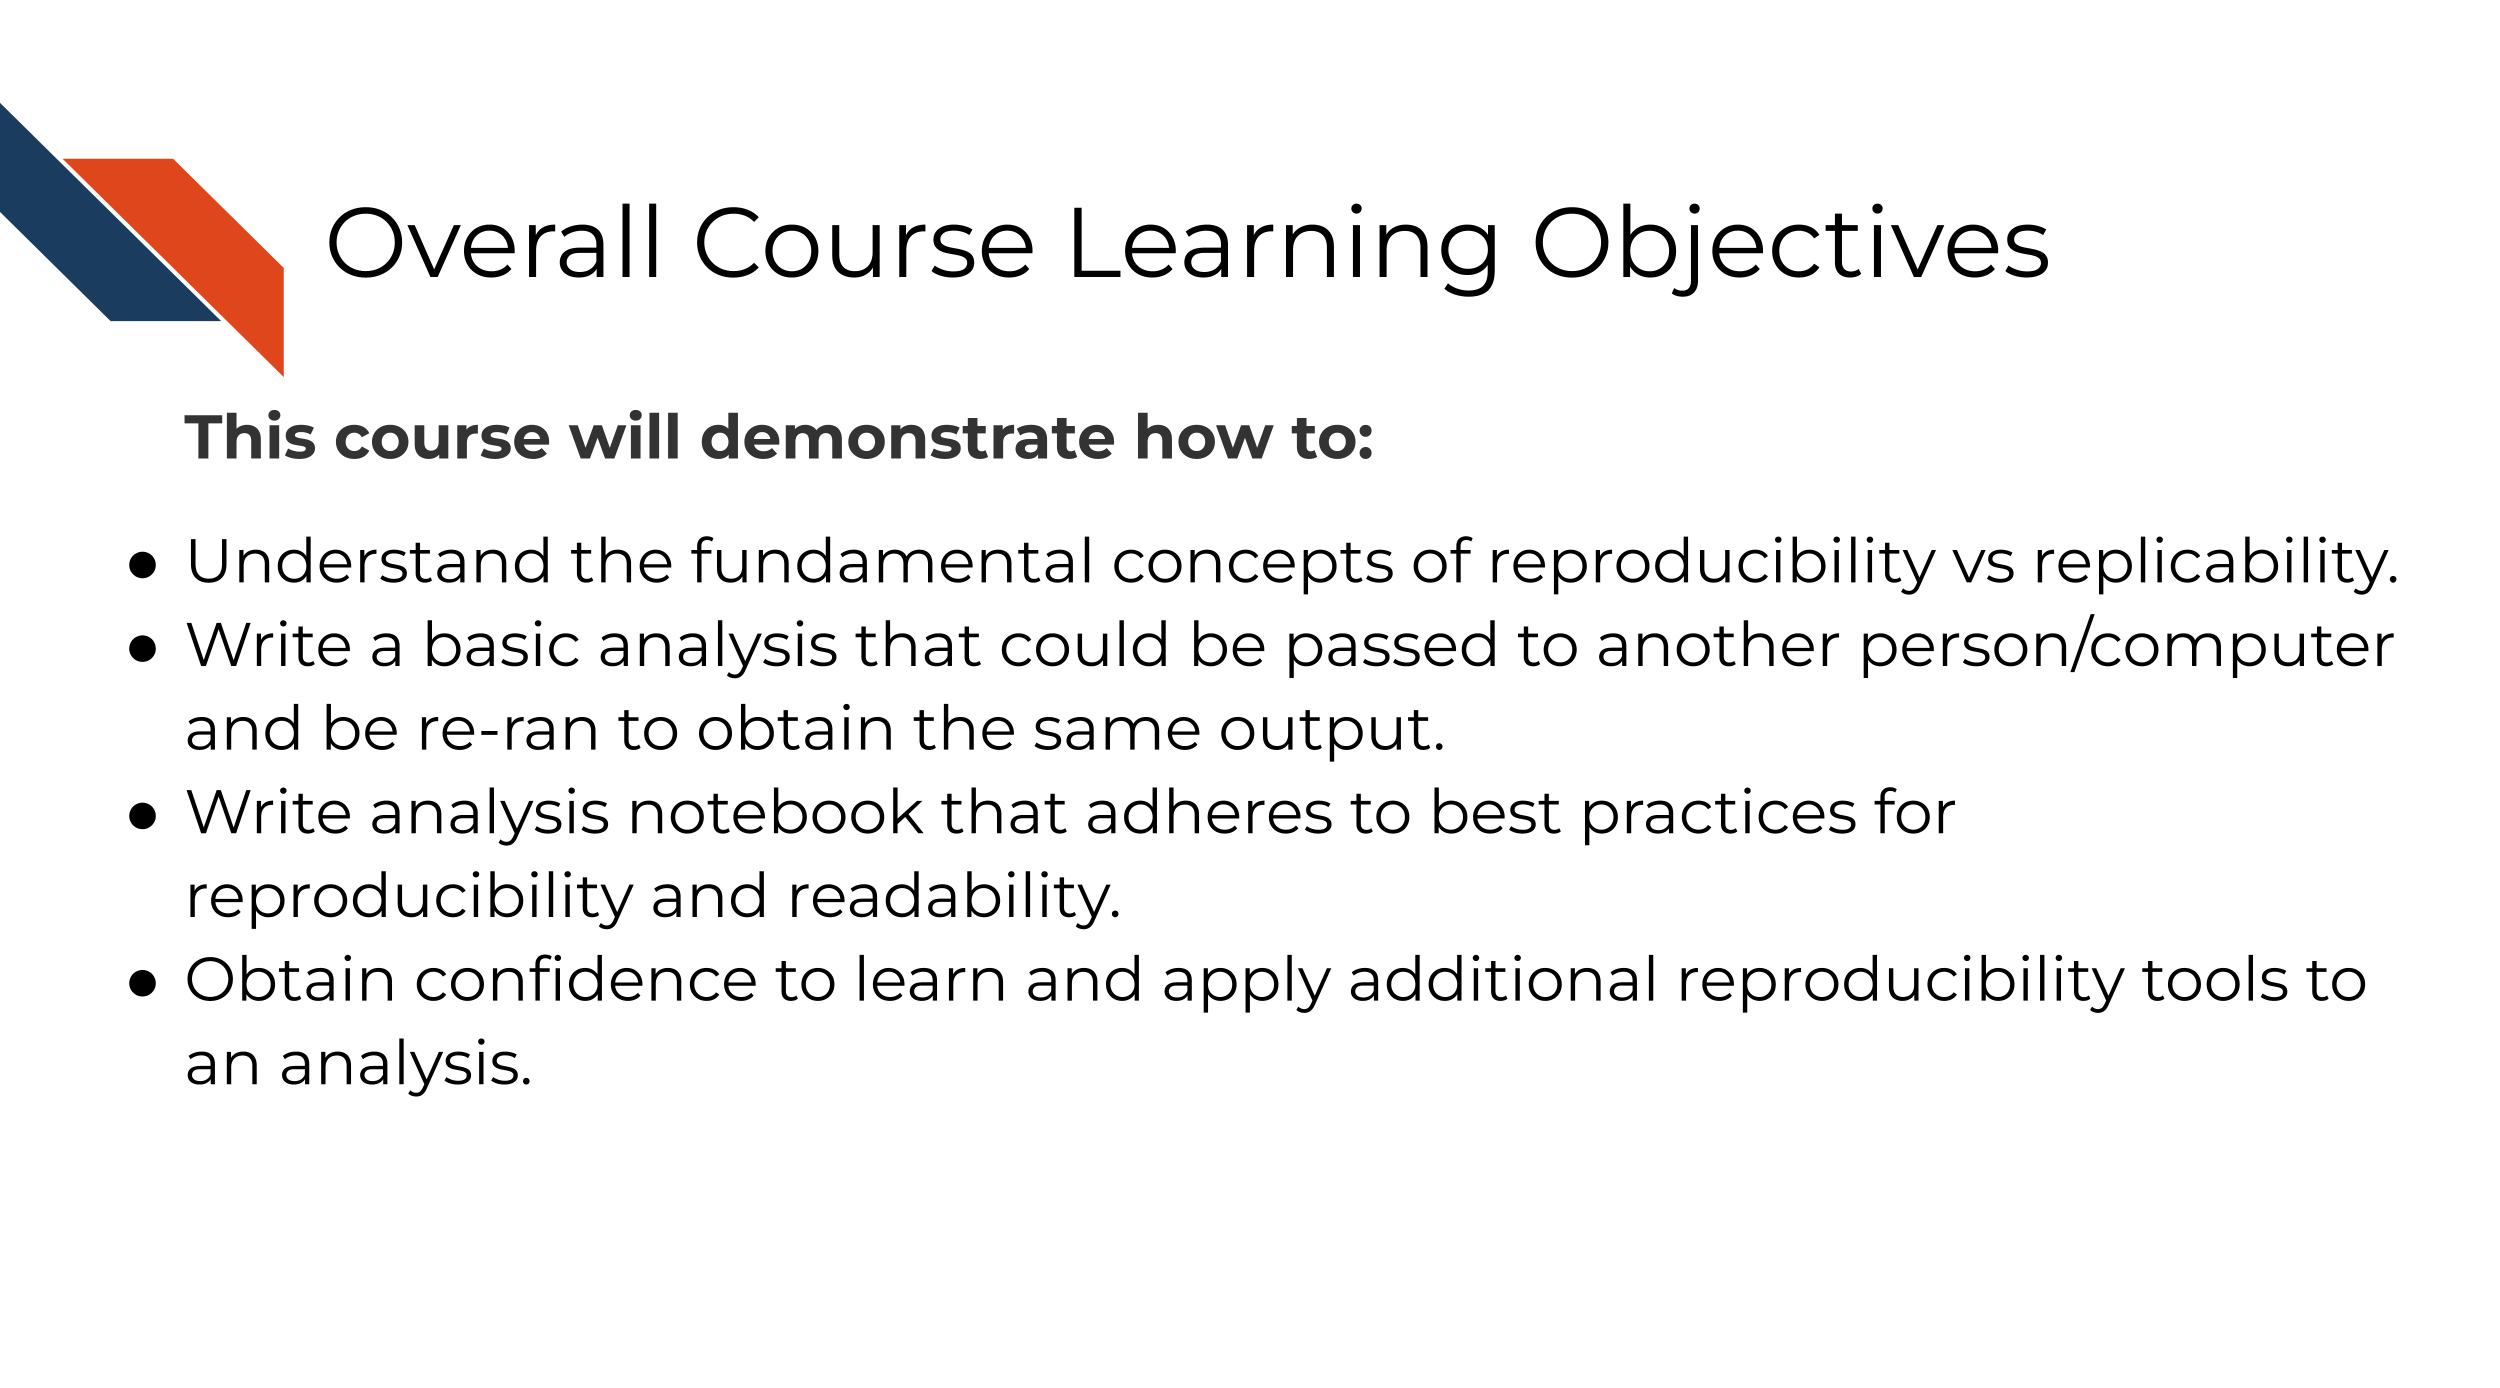 Overall Course Learning Objectives
This course will demonstrate how to:
● Understand the fundamental concepts of reproducibility vs replicability.
● Write a basic analysis that could be passed to another person/computer
and be re-ran to obtain the same output.
● Write analysis notebook that adheres to best practices for
reproducibility and readability.
● Obtain confidence to learn and apply additional reproducibility tools to
an analysis.